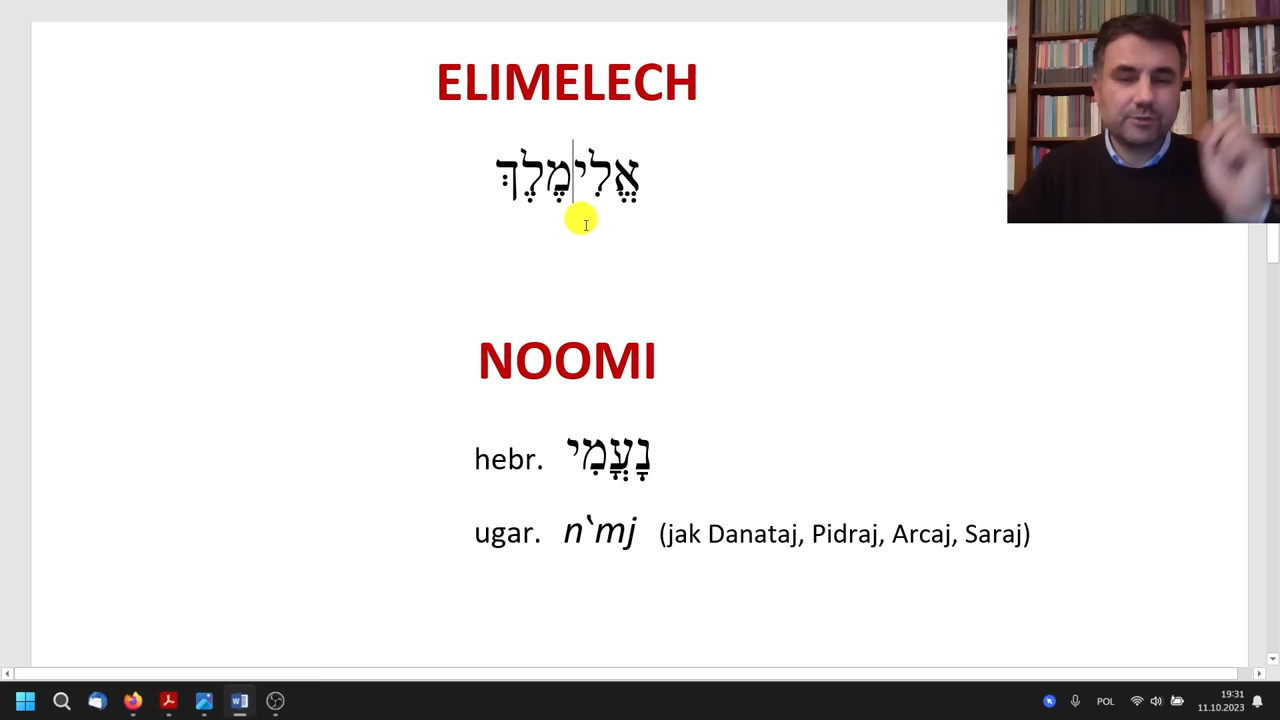 ELIMELECH
אֱלִימֶלֶךְ
NOOMI
hebr. נָעֳמִי
ugar. nʽmj (jak Danataj, Pidraj, Arcaj, Saraj)
POL
19:31
11.10.2023